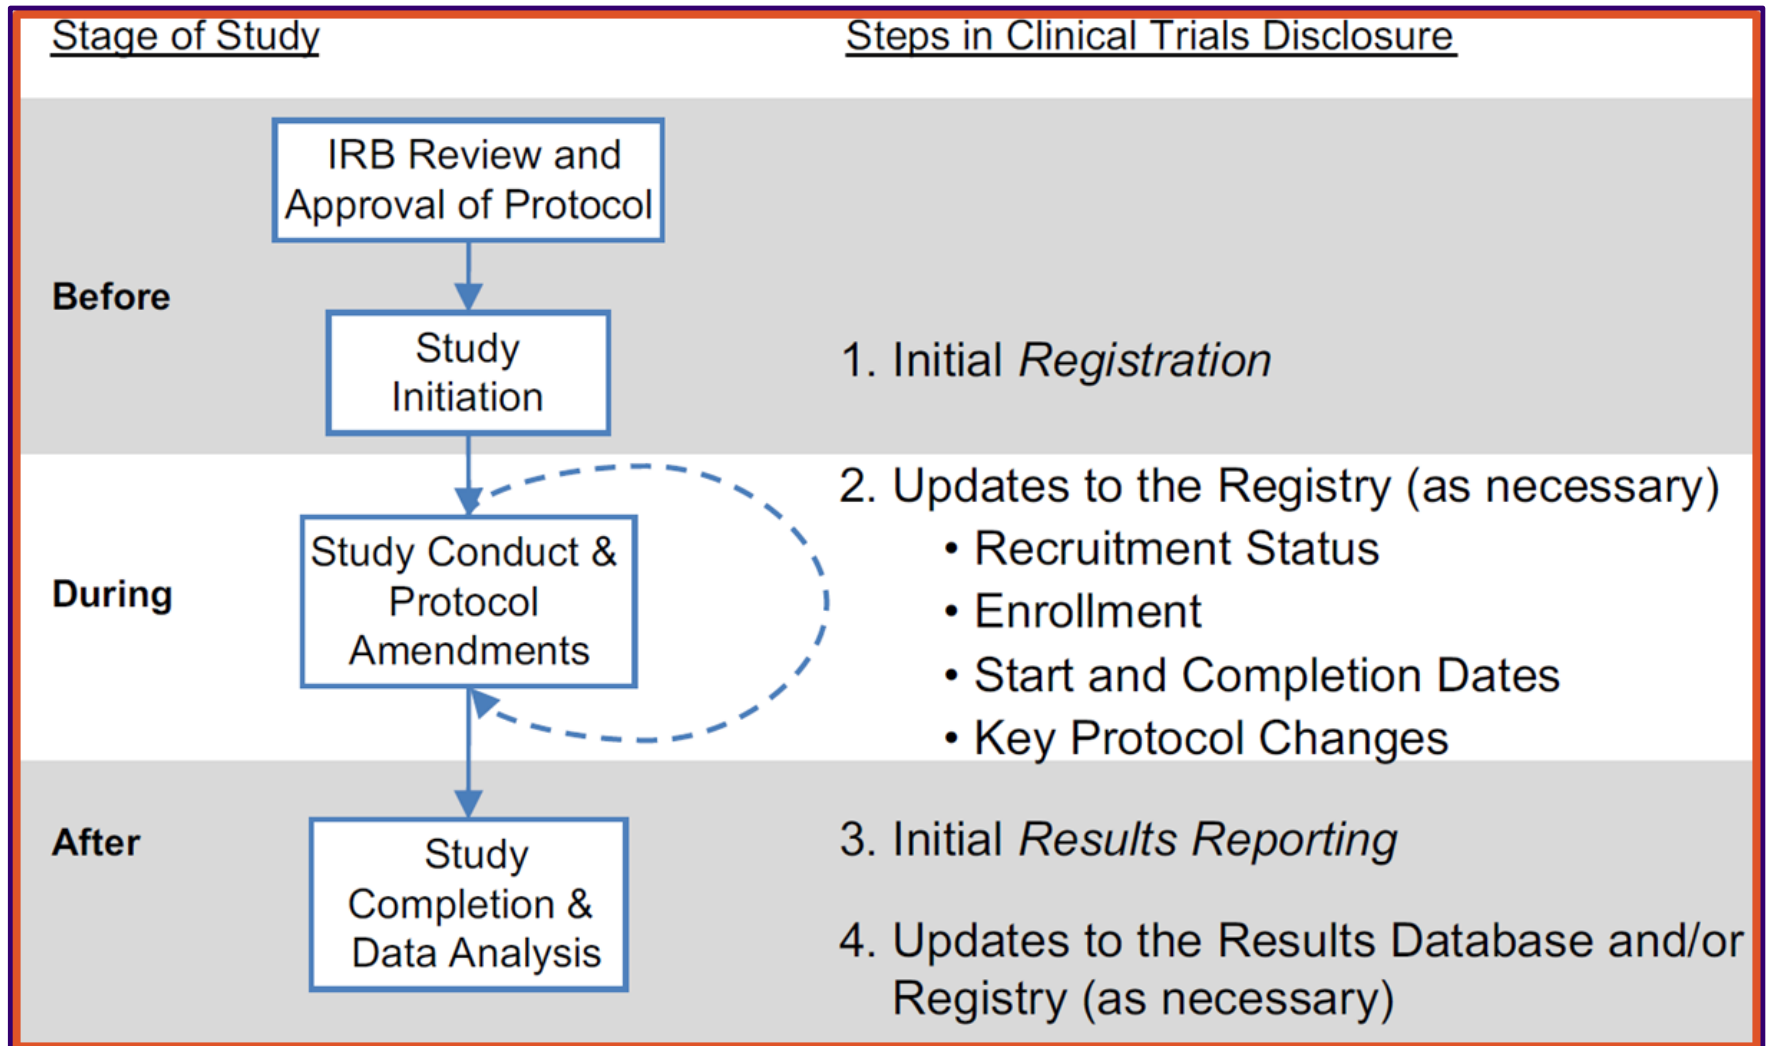 Stage of Study
Steps in Clinical Trials Disclosure
IRB Review and
Approval of Protocol
Before
Study
Initiation
1. Initial Registration
2. Updates to the Registry (as necessary)
• Recruitment Status
• Enrollment
• Start and Completion Dates
• Key Protocol Changes
During
Study Conduct &
Protocol
Amendments
After
Study
Completion &
Data Analysis
3. Initial Results Reporting
4. Updates to the Results Database and/or
Registry (as necessary)